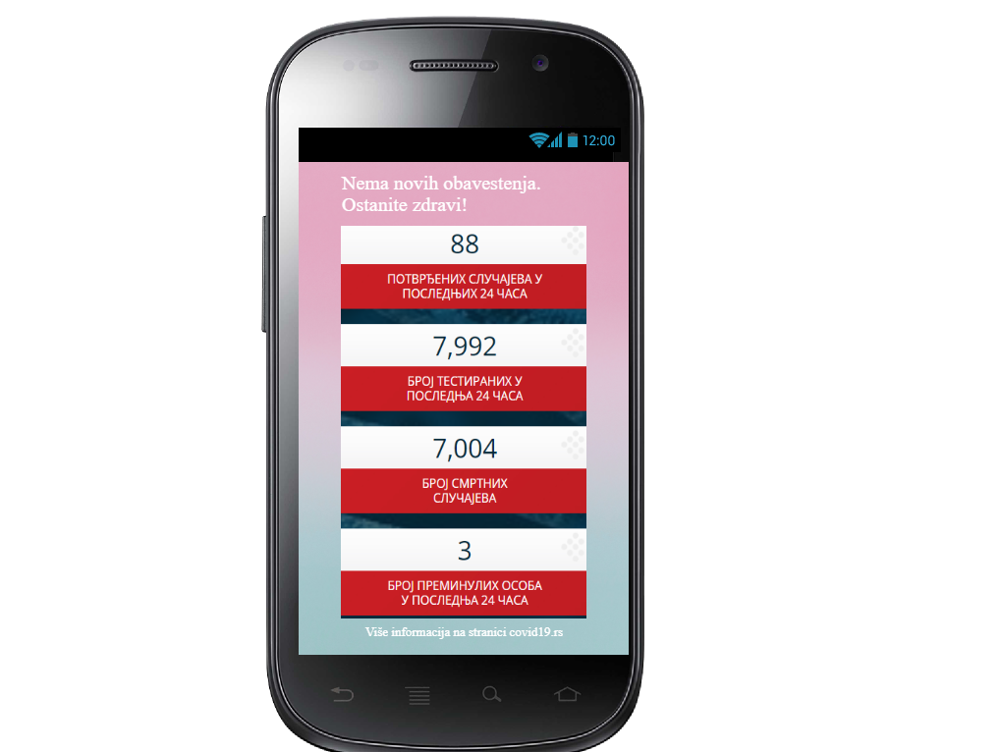 12:00
Nema novih obavestenja.
Ostanite zdravi!
88
ПОТВРЂЕНИХ СЛУЧАЈЕВА У
ПОСЛЕДЊИХ 24 ЧАСА
7,992
БРОЈ ТЕСТИРАНИХ У
ПОСЛЕДЊА 24 ЧАСА
7,004
БРОЈ СМРТНИХ
СЛУЧАЈЕВА
3
БРОЈ ПРЕМИНУЛИХ ОСОБА
У ПОСЛЕДЊА 24 ЧАСА
Više informacija na stranici covid19.rs